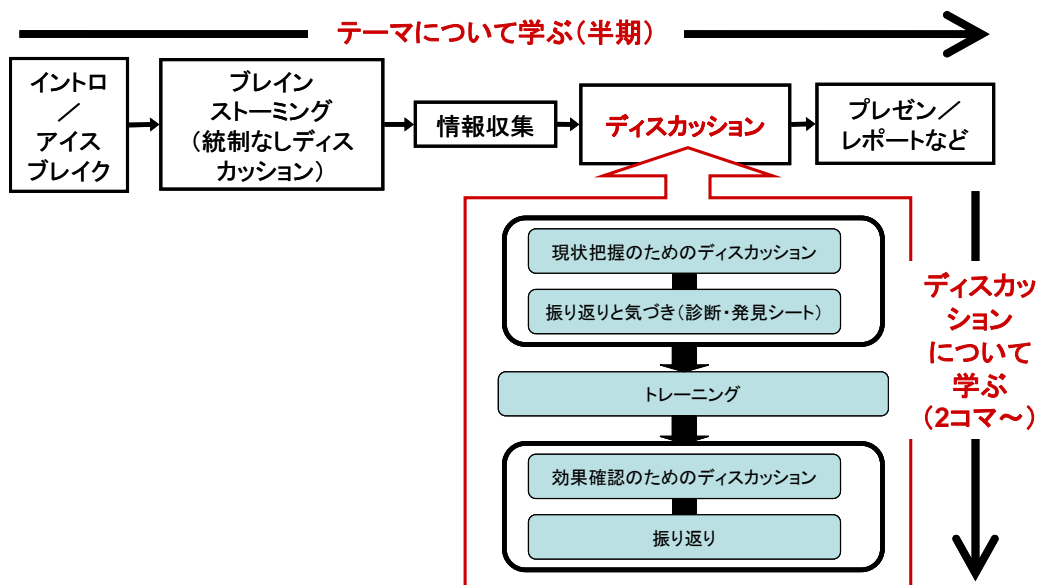 テーマについて学ぶ（半期）
イントロ
／
アイス
ブレイク
ブレイン
ストーミング
（統制なしディス
カッション）
情報収集
ディスカッション
プレゼン／
レポートなど
現状把握のためのディスカッション
振り返りと気づき（診断・発見シート）
トレーニング
効果確認のためのディスカッション
振り返り
ディスカッ
ション
について
学ぶ
（2コマ～）